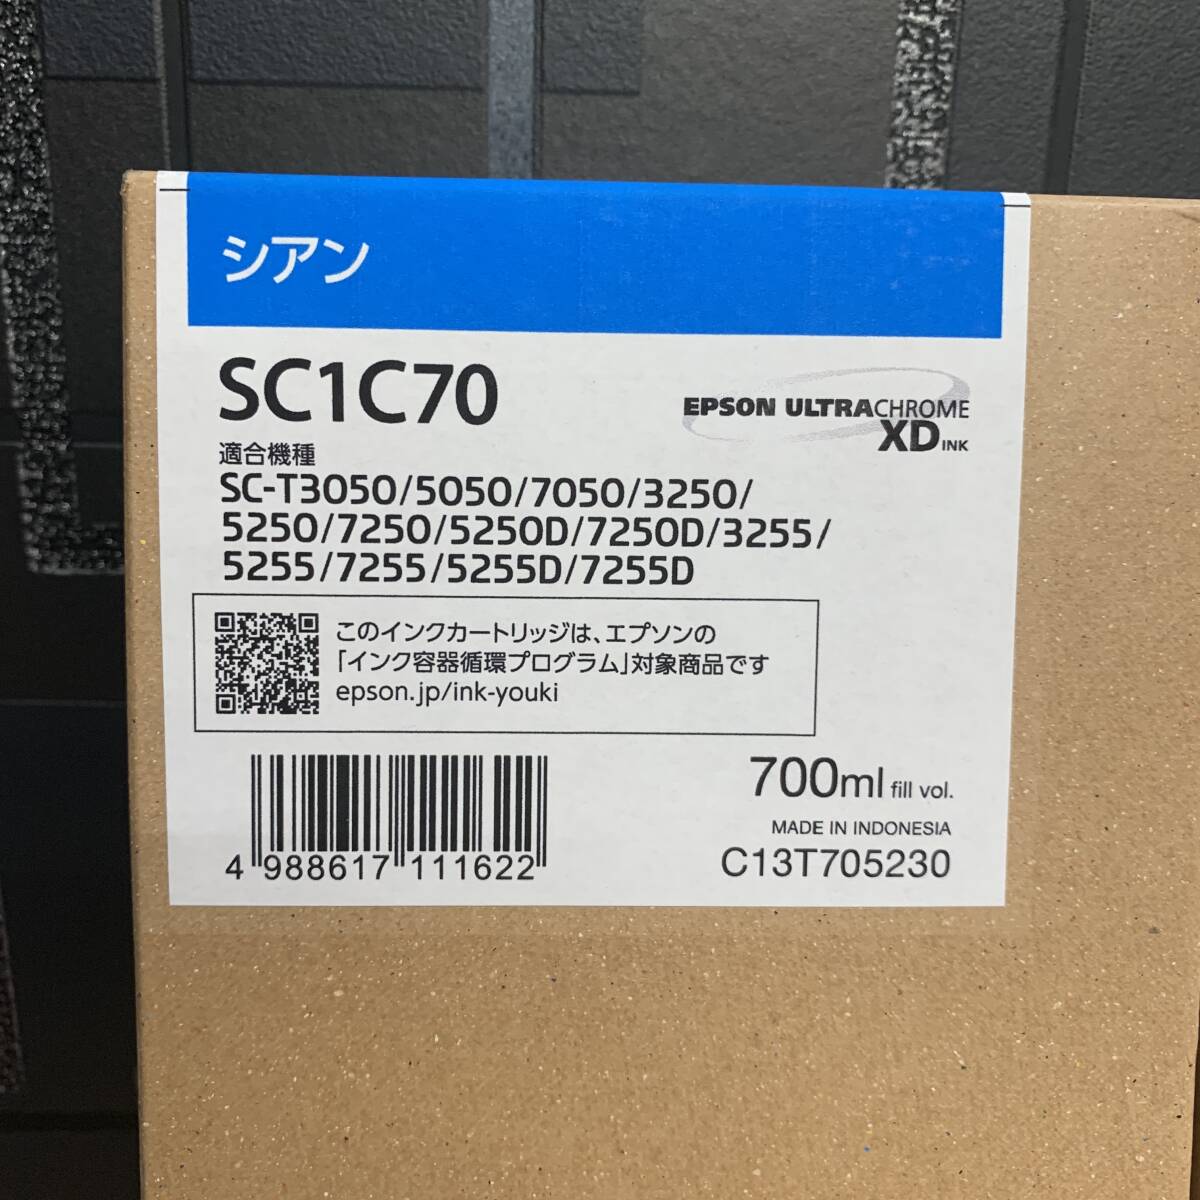 シアン
SC1C70
EPSON ULTRACHROME
XD INK
適合機種
SC-T3050/5050/7050/3250/
5250/7250/5250D/7250D/3255/
5255/7255/5255D/7255D
このインクカートリッジは、エプソンの
「インク容器循環プログラム」対象商品です
epson.jp/ink-youki
700ml fill vol.
MADE IN INDONESIA
C13T705230
4 988617 111622